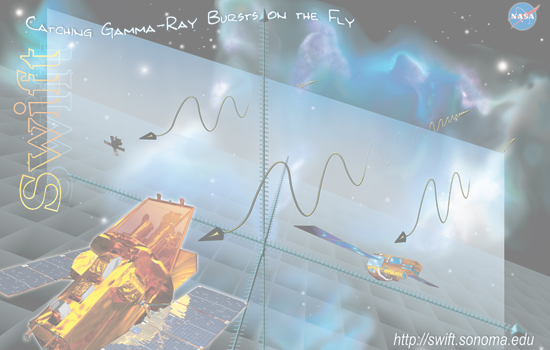 Catching Gamma-Ray Bursts on the Fly
NASA
Swift
http://swift.sonoma.edu